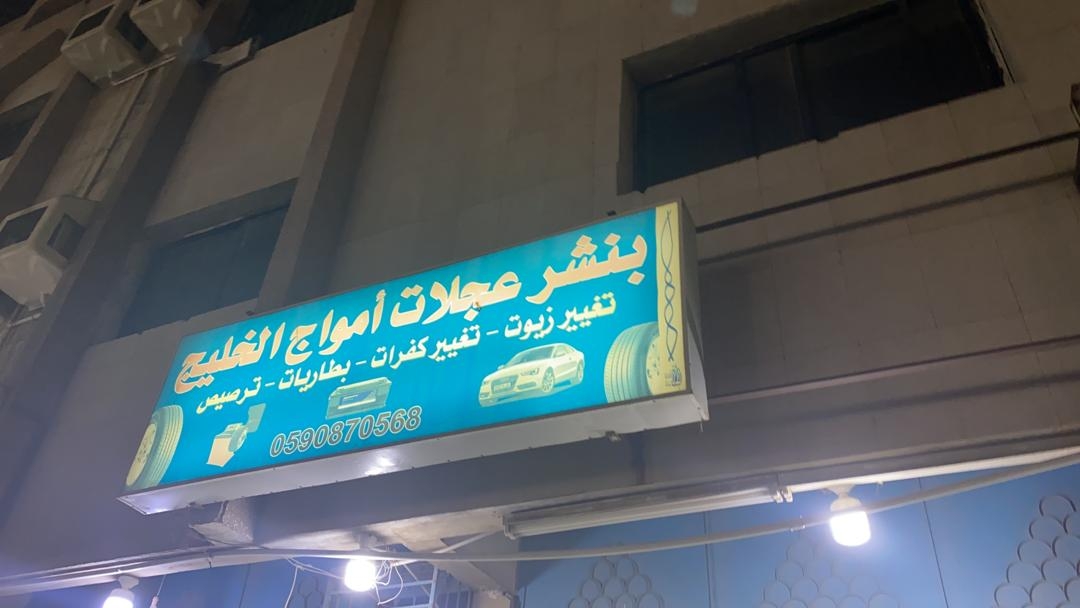 بنشر عجلات أمواج الخليج
تغيير زيوت - تغيير كفرات - بطاريات - ترصيص
0590870568